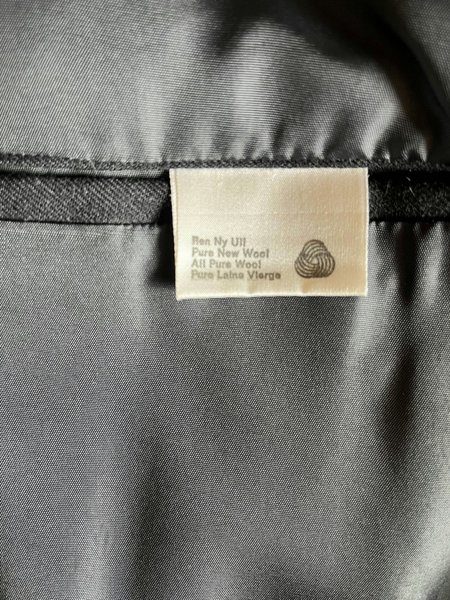 Ren Ny Ull
Pure New Wool
All Pure Wool
Pure Laine Vierge